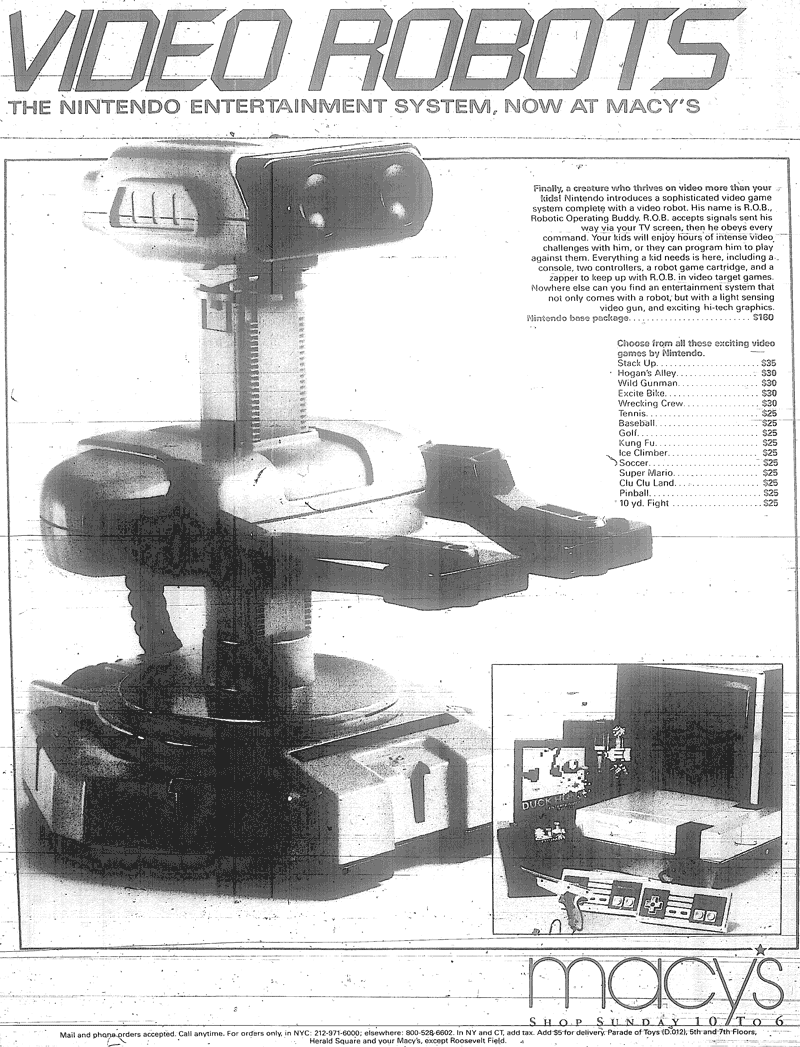 VIDEO ROBOTS
THE NINTENDO ENTERTAINMENT SYSTEM, NOW AT MACY'S
Finally, a creature who thrives on video more than your
kids! Nintendo introduces a sophisticated video game
system complete with a video robot. His name is R.O.B.,
Robotic Operating Buddy. R.O.B. accepts signals sent his
way via your TV screen, then he obeys every
command. Your kids will enjoy hours of intense video
challenges with him, or they can program him to play
against them. Everything a kid needs is here, including a
console, two controllers, a robot game cartridge, and a
zapper to keep up with R.O.B. in video target games.
Nowhere else can you find an entertainment system that
not only comes with a robot, but with a light sensing
video gun, and exciting hi-tech graphics.
Nintendo base package. . . . . . . . . . . . . . . . . . . . . $160
Choose from all these exciting video
games by Nintendo.
Stack Up. . . . . . . . . . . . . . . . . . . . $35
Hogan's Alley. . . . . . . . . . . . . . . . $30
Wild Gunman. . . . . . . . . . . . . . . . $30
Excite Bike. . . . . . . . . . . . . . . . . . $30
Wrecking Crew. . . . . . . . . . . . . . . $30
Tennis. . . . . . . . . . . . . . . . . . . . . . $25
Baseball. . . . . . . . . . . . . . . . . . . . $25
Golf. . . . . . . . . . . . . . . . . . . . . . . . $25
Kung Fu. . . . . . . . . . . . . . . . . . . . $25
Ice Climber. . . . . . . . . . . . . . . . . . $25
Soccer. . . . . . . . . . . . . . . . . . . . . . $25
Super Mario. . . . . . . . . . . . . . . . . $25
Clu Clu Land. . . . . . . . . . . . . . . . . $25
Pinball. . . . . . . . . . . . . . . . . . . . . . $25
10 yd. Fight . . . . . . . . . . . . . . . . . $25
DUCK HUNT
macy's
SHOP SUNDAY 10 TO 6
Mail and phone orders accepted. Call anytime. For orders only, in NYC: 212-971-6000; elsewhere: 800-528-6602. In NY and CT, add tax. Add $5 for delivery. Parade of Toys (D.012), 5th and 7th Floors,
Herald Square and your Macy's, except Roosevelt Field.